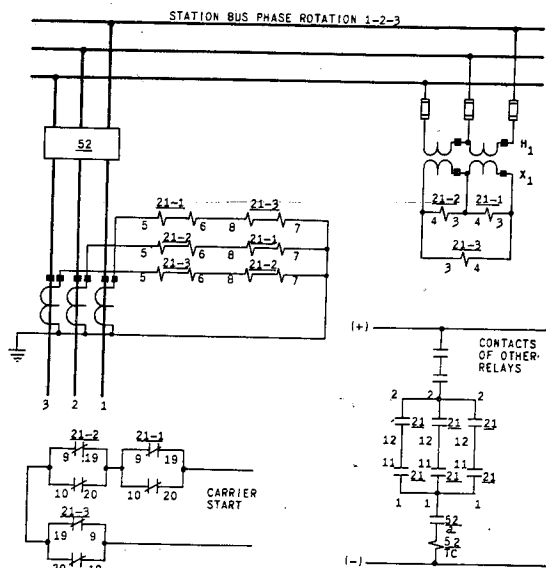 STATION BUS PHASE ROTATION 1-2-3
52
H1
X1
21-2 21-1
4 3 4 3
21-3
3 4
21-1 21-3
5 6 8 7
21-2 21-1
5 6 8 7
21-3 21-2
5 6 8 7
3 2 1
(+)
CONTACTS
OF OTHER
RELAYS
2 2 2
21 21 21
12 12 12
11 11 11
21 21 21
1 1 1
52
a
52
TC
(-)
21-2 21-1
9 19 9 19
10 20 10 20
CARRIER
START
21-3
19 9
20 10